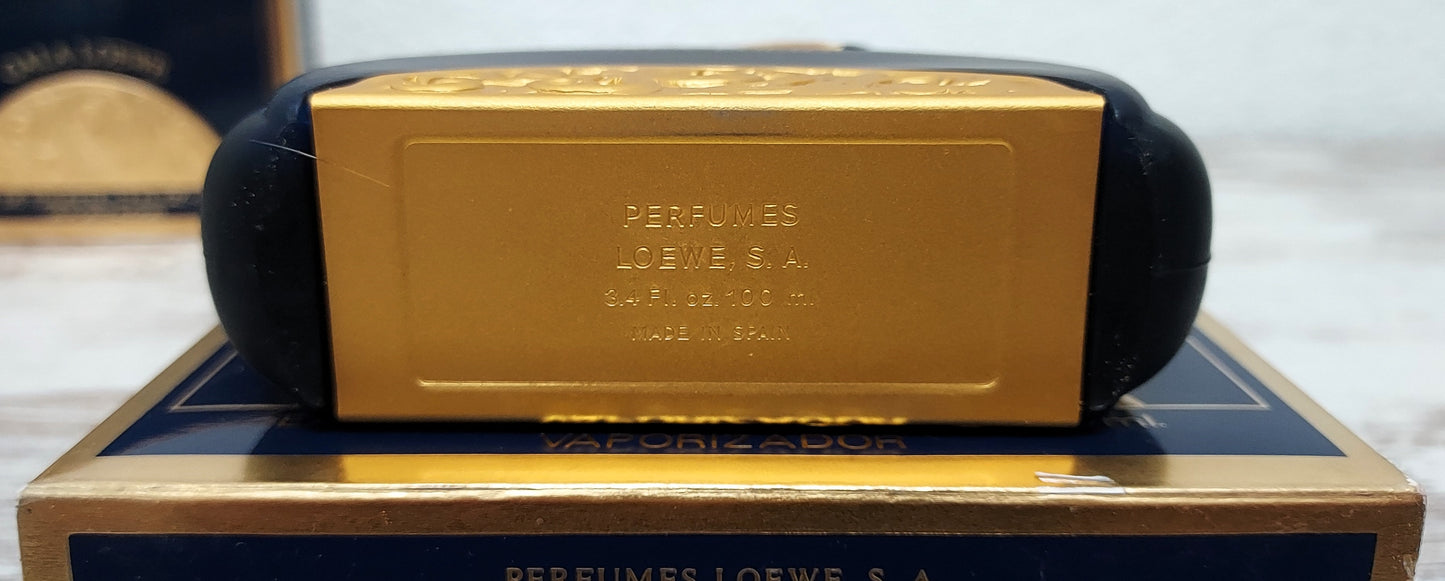 PERFUMES
LOEWE, S. A.
3.4 Fl. oz. 100 ml.
MADE IN SPAIN
VAPORIZADOR
PERFUMES LOEWE, S. A.